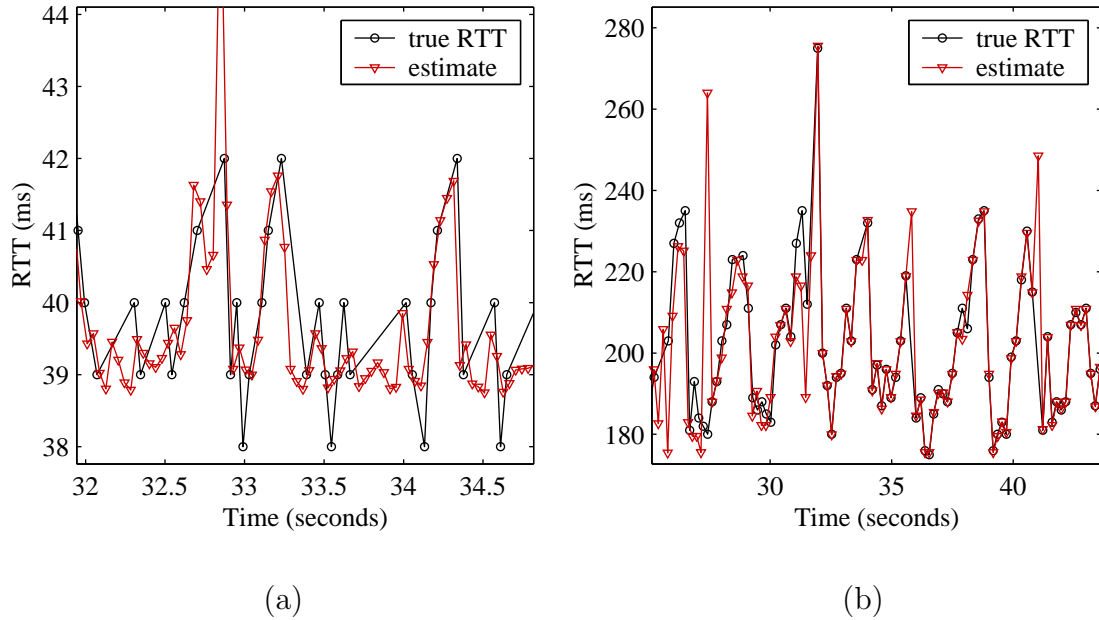 44
43
42
41
40
39
38
32
32.5
33
33.5
34
34.5
RTT (ms)
Time (seconds)
true RTT
estimate
(a)
280
260
240
220
200
180
30
35
40
RTT (ms)
Time (seconds)
true RTT
estimate
(b)